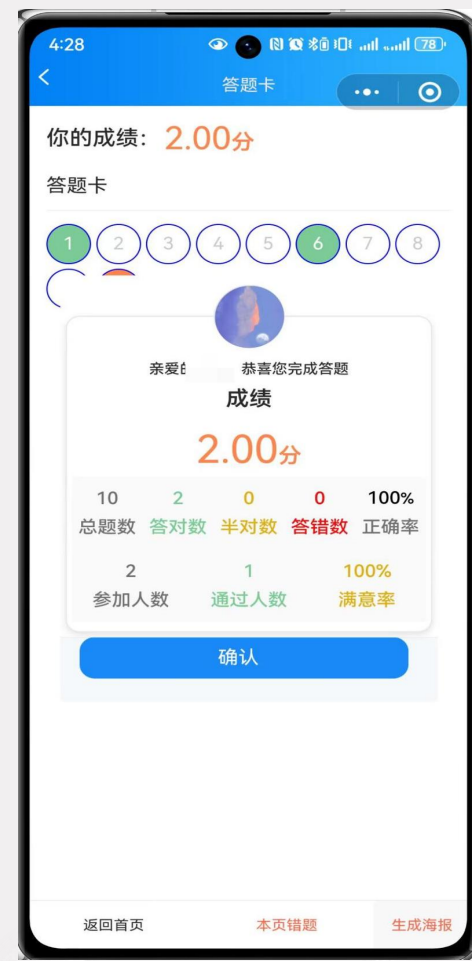 4:28 78
答题卡
你的成绩： 2.00分
答题卡
1 2 3 4 5 6 7 8
亲爱 恭喜您完成答题
成绩
2.00分
10 2 0 0 100%
总题数 答对数 半对数 答错数 正确率
2 1 100%
参加人数 通过人数 满意率
确认
返回首页 本页错题 生成海报